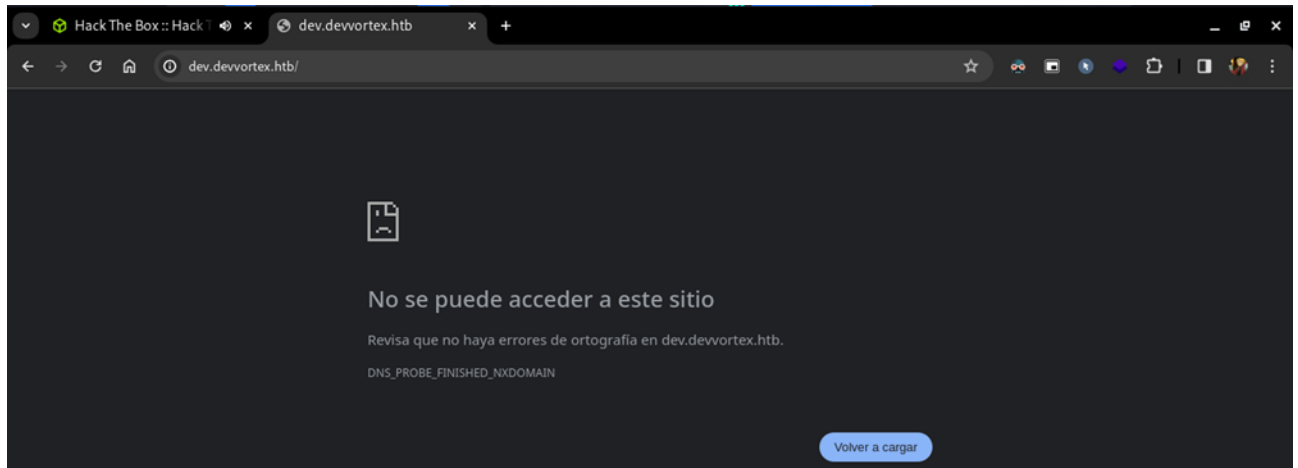 Hack The Box :: Hack T
dev.devvortex.htb
dev.devvortex.htb/
No se puede acceder a este sitio
Revisa que no haya errores de ortografía en dev.devvortex.htb.
DNS_PROBE_FINISHED_NXDOMAIN
Volver a cargar